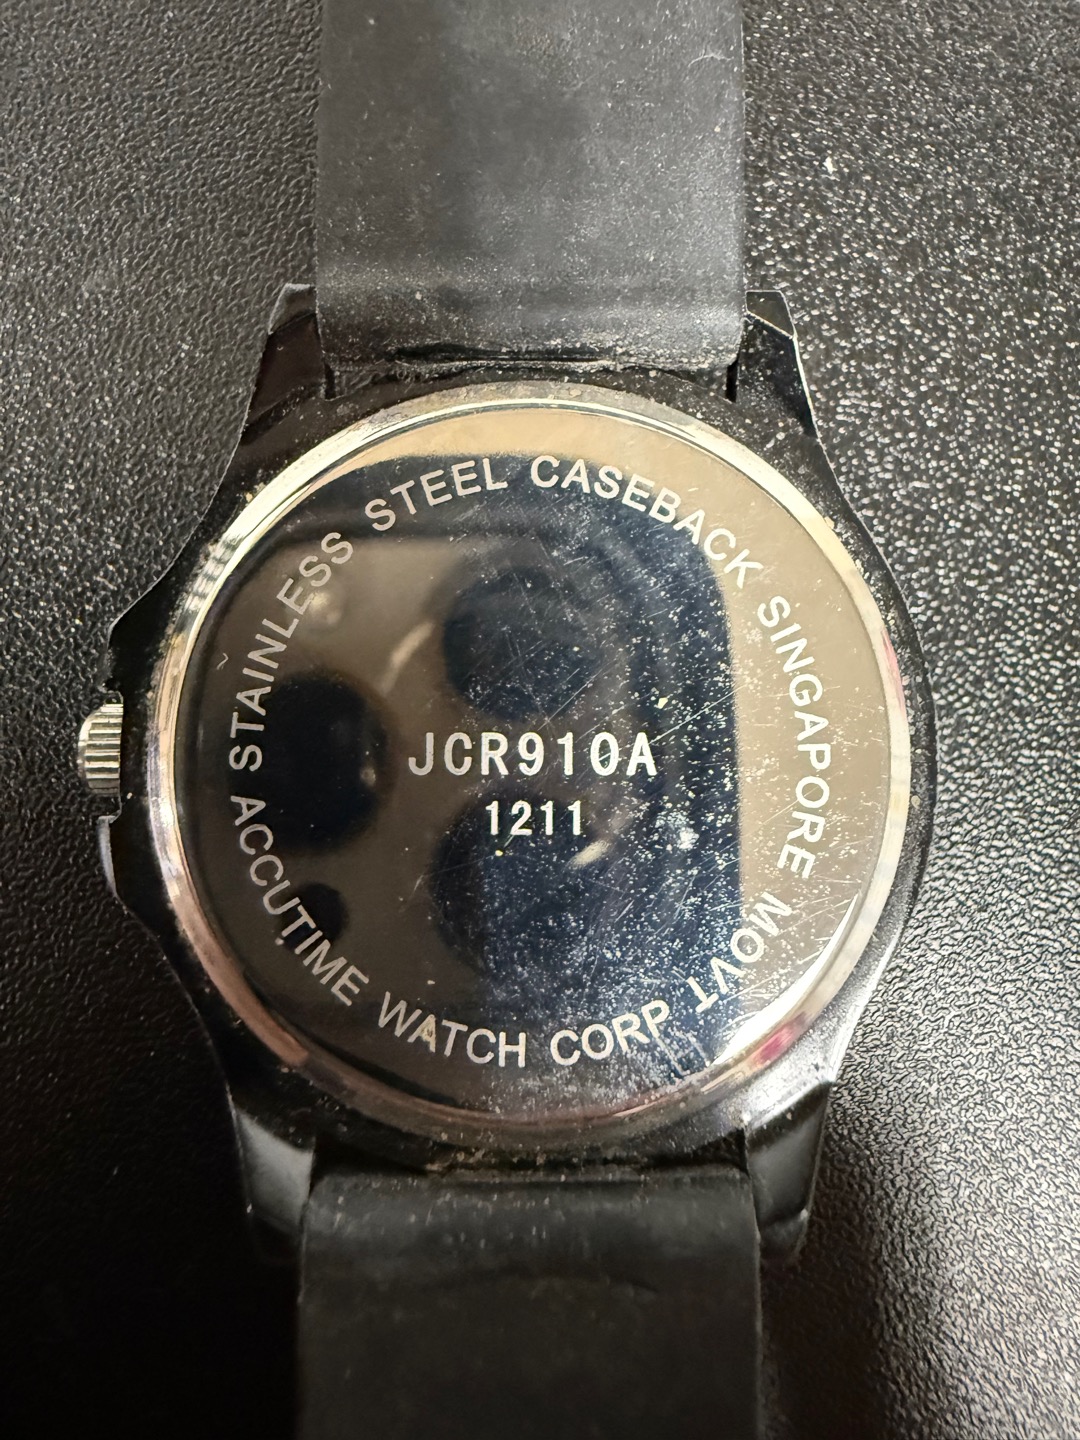 STAINLESS STEEL CASEBACK SINGAPORE MOVT
ACCUTIME WATCH CORP
JCR910A
1211